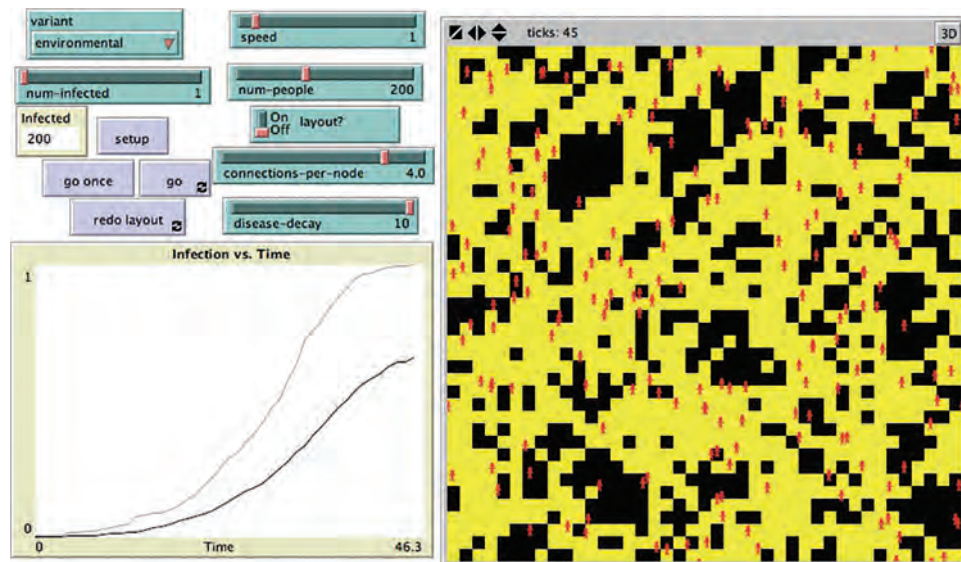 variant
environmental
speed 1
num-infected 1
num-people 200
Infected
200
setup
On
Off
layout?
go once
go
connections-per-node 4.0
redo layout
disease-decay 10
Infection vs. Time
1
0
0
Time
46.3
ticks: 45
3D